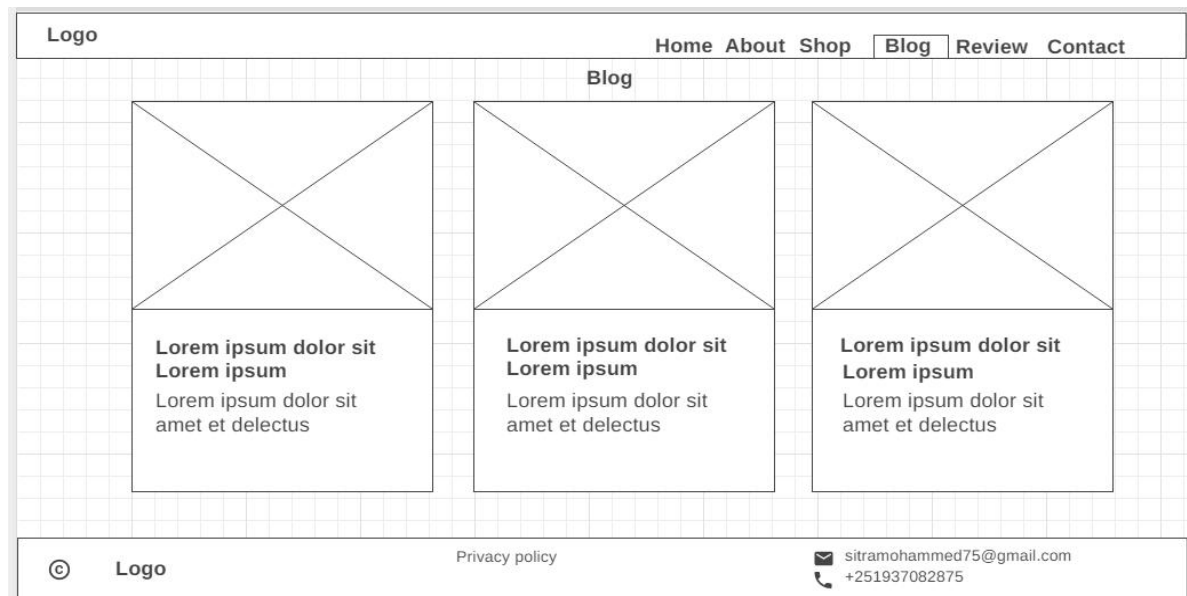 Logo
Home About Shop Blog Review Contact
Blog
Lorem ipsum dolor sit
Lorem ipsum
Lorem ipsum dolor sit
amet et delectus
Lorem ipsum dolor sit
Lorem ipsum
Lorem ipsum dolor sit
amet et delectus
Lorem ipsum dolor sit
Lorem ipsum
Lorem ipsum dolor sit
amet et delectus
© Logo
Privacy policy
sitramohammed75@gmail.com
+251937082875